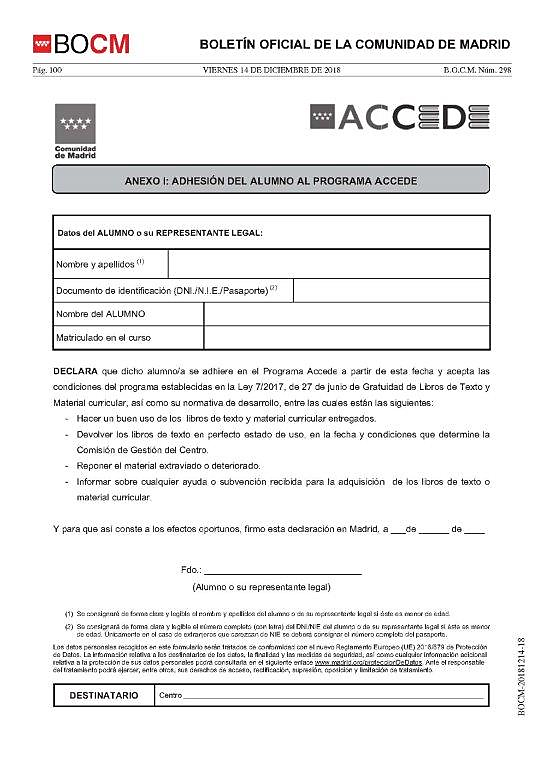 BOCM
BOLETÍN OFICIAL DE LA COMUNIDAD DE MADRID
Pág. 100 VIERNES 14 DE DICIEMBRE DE 2018 B.O.C.M. Núm. 298
Comunidad
de Madrid
ACCEDE
ANEXO I: ADHESIÓN DEL ALUMNO AL PROGRAMA ACCEDE
Datos del ALUMNO o su REPRESENTANTE LEGAL:
Nombre y apellidos (1)
Documento de identificación (DNI./N.I.E./Pasaporte) (2)
Nombre del ALUMNO
Matriculado en el curso
DECLARA que dicho alumno/a se adhiere en el Programa Accede a partir de esta fecha y acepta las
condiciones del programa establecidas en la Ley 7/2017, de 27 de junio de Gratuidad de Libros de Texto y
Material curricular, así como su normativa de desarrollo, entre las cuales están las siguientes:
- Hacer un buen uso de los libros de texto y material curricular entregados.
- Devolver los libros de texto en perfecto estado de uso, en la fecha y condiciones que determine la
Comisión de Gestión del Centro.
- Reponer el material extraviado o deteriorado.
- Informar sobre cualquier ayuda o subvención recibida para la adquisición de los libros de texto o
material curricular.
Y para que así conste a los efectos oportunos, firmo esta declaración en Madrid, a ___de ______ de ____
Fdo.: ______________________________
(Alumno o su representante legal)
(1) Se consignará de forma clara y legible el nombre y apellidos del alumno o de su representante legal si éste es menor de edad.
(2) Se consignará de forma clara y legible el número completo (con letra) del DNI/NIE del alumno o de su representante legal si éste es menor
de edad. Únicamente en el caso de extranjeros que carezcan de NIE se deberá consignar el número completo del pasaporte.
Los datos personales recogidos en este formulario serán tratados de conformidad con el nuevo Reglamento Europeo (UE) 2016/679 de Protección
de Datos. La información relativa a los destinatarios de los datos, la finalidad y las medidas de seguridad, así como cualquier información adicional
relativa a la protección de sus datos personales podrá consultarla en el siguiente enlace www.madrid.org/protecciondedatos. Ante el responsable
del tratamiento podrá ejercer, entre otros, sus derechos de acceso, rectificación, supresión, oposición y limitación de tratamiento.
DESTINATARIO Centro ______________________________
BOCM-20181214-18